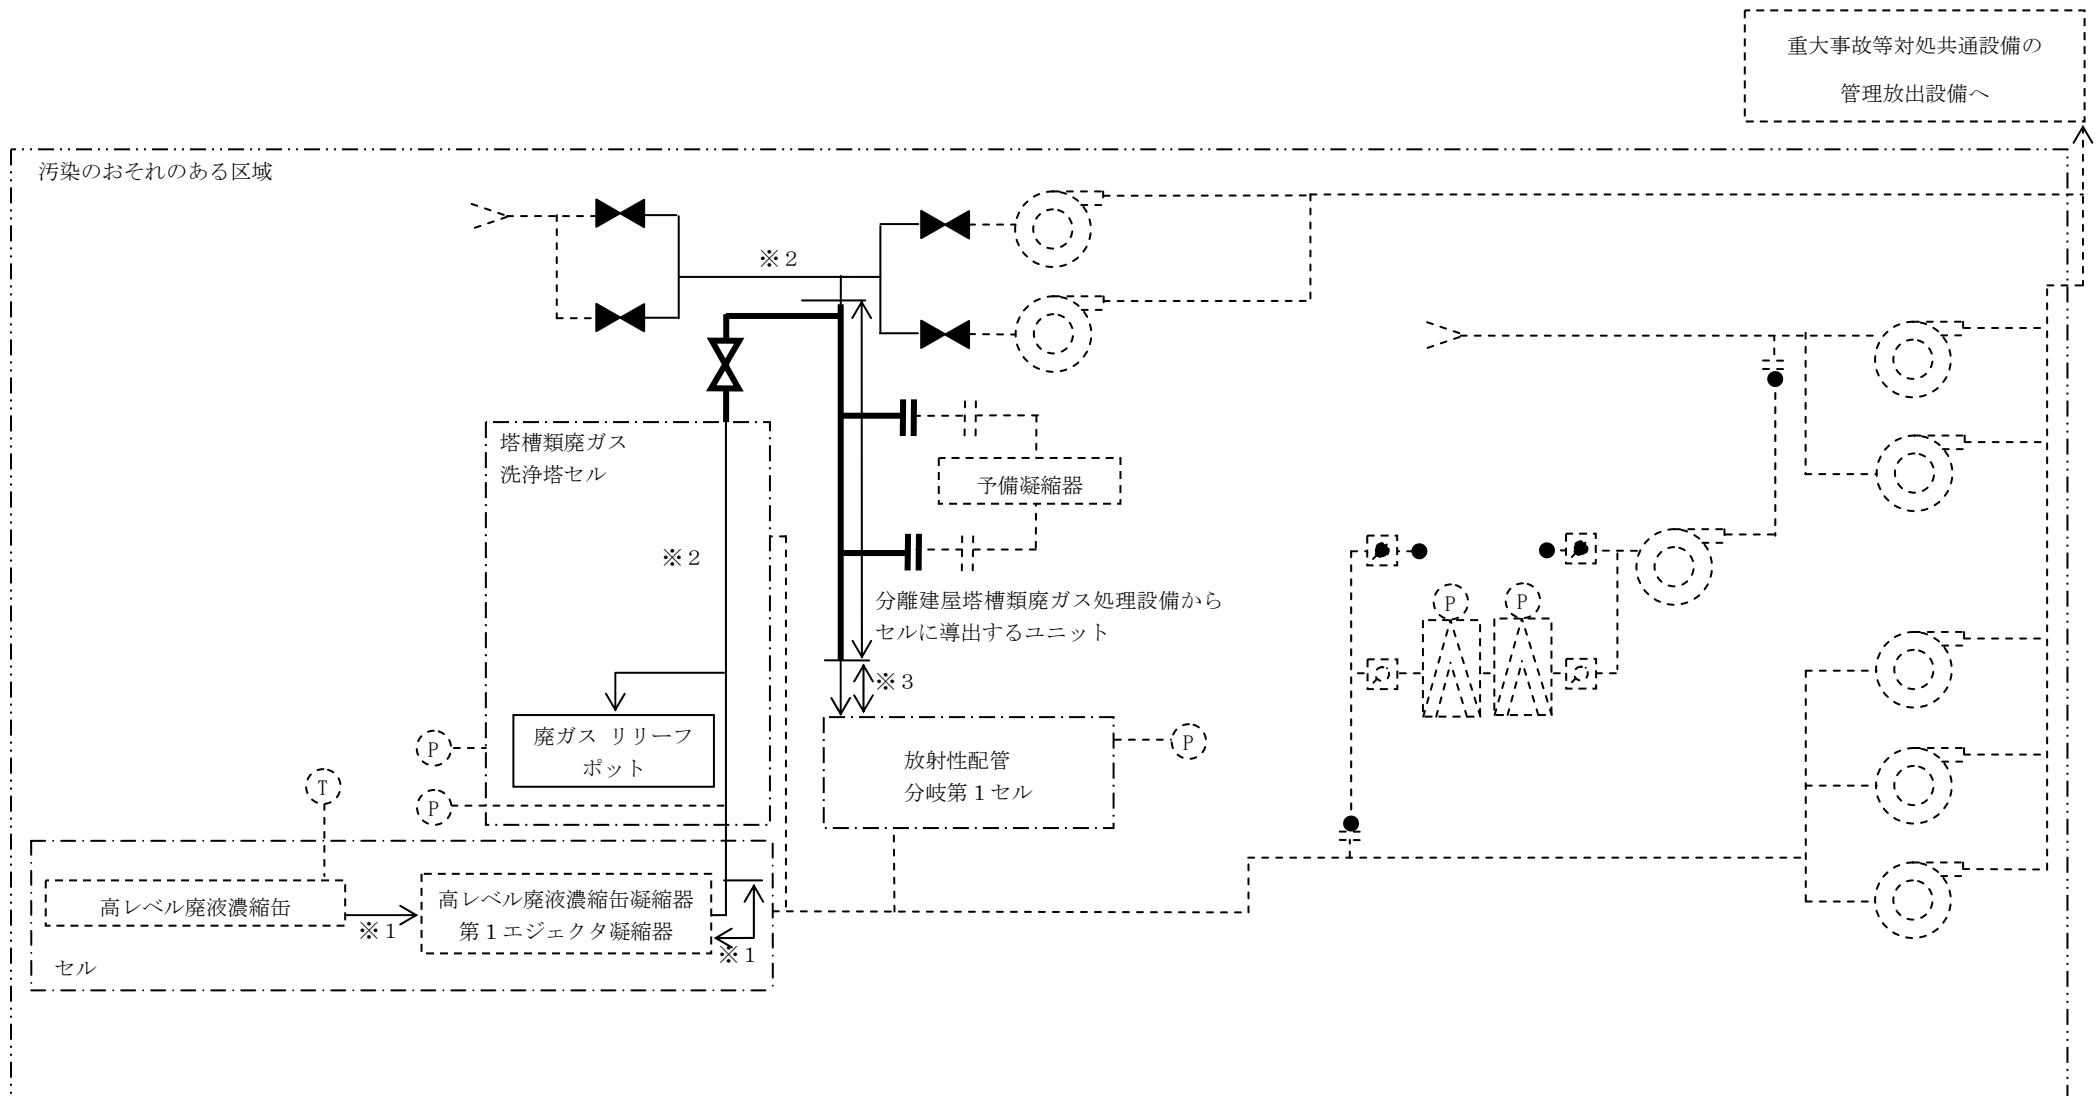 重大事故等対処共通設備の
管理放出設備へ
汚染のおそれのある区域
※２
塔槽類廃ガス
洗浄塔セル
予備凝縮器
※２
分離建屋塔槽類廃ガス処理設備から
セルに導出するユニット
P
P
※３
廃ガス リリーフ
ポット
P
放射性配管
分岐第１セル
P
T
P
高レベル廃液濃縮缶
※１
高レベル廃液濃縮缶凝縮器
第１エジェクタ凝縮器
※１
セル